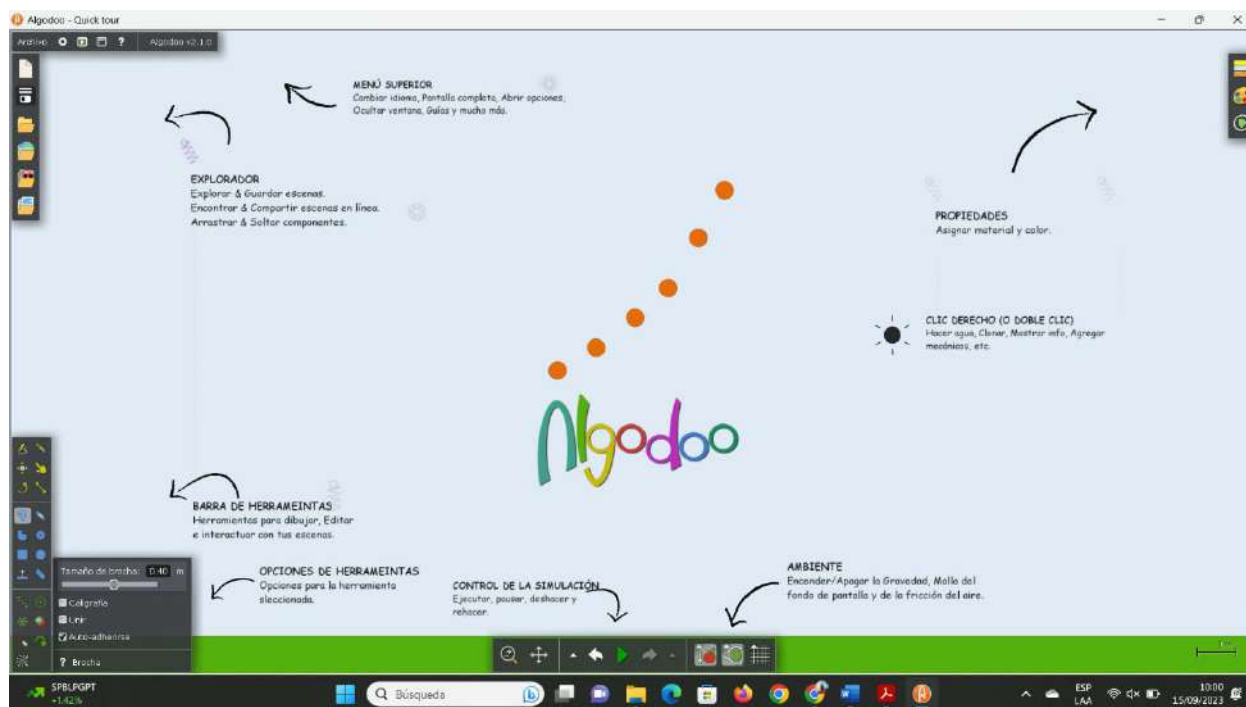 Algodoo - Quick tour
Archivo ? Algodoo v2.1.0
MENÚ SUPERIOR
Cambiar idioma, Pantalla completa, Abrir opciones,
Ocultar ventana, Guías y mucho más.
EXPLORADOR
Explorar & Guardar escenas.
Encontrar & Compartir escenas en línea.
Arrastrar & Soltar componentes.
PROPIEDADES
Asignar material y color.
CLIC DERECHO (O DOBLE CLIC)
Hacer agua, Clonar, Mostrar info, Agregar
mecánicos, etc.
Algodoo
BARRA DE HERRAMEINTAS
Herramientas para dibujar, Editar
e interactuar con tus escenas.
OPCIONES DE HERRAMEINTAS
Opciones para la herramienta
sleccionada.
CONTROL DE LA SIMULACIÓN
Ejecutar, pausar, deshacer y
rehacer.
AMBIENTE
Encender/Apagar la Gravedad, Malla del
fondo de pantalla y de la fricción del aire.
Tamaño de brocha: 0.40 m
Caligrafía
Unir
Auto-adherirse
? Brocha
SPBLPGPT
+1.42%
Búsqueda
ESP
LAA
10:00
15/09/2023